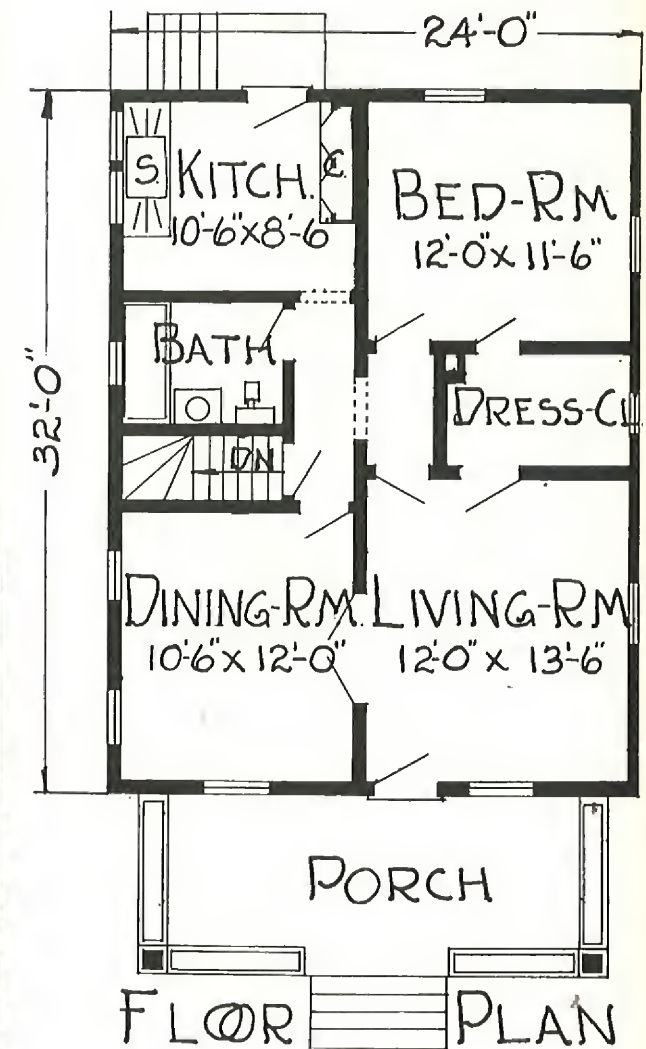 24'-0"
S.
KITCH.
C.
10'-6"x8'-6
BED-RM
12'-0"x 11'-6"
BATH
32'-0"
DRESS-CL
DN
DINING-RM.
10'-6"x 12'-0"
LIVING-RM
12'-0" x 13'-6"
PORCH
FLOOR PLAN